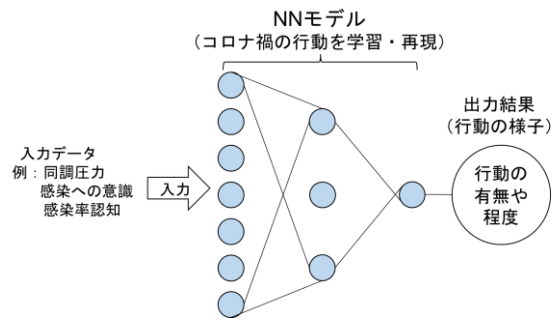 NNモデル
（コロナ禍の行動を学習・再現）
入力データ
例：同調圧力
感染への意識
感染率認知
入力
出力結果
（行動の様子）
行動の
有無や
程度